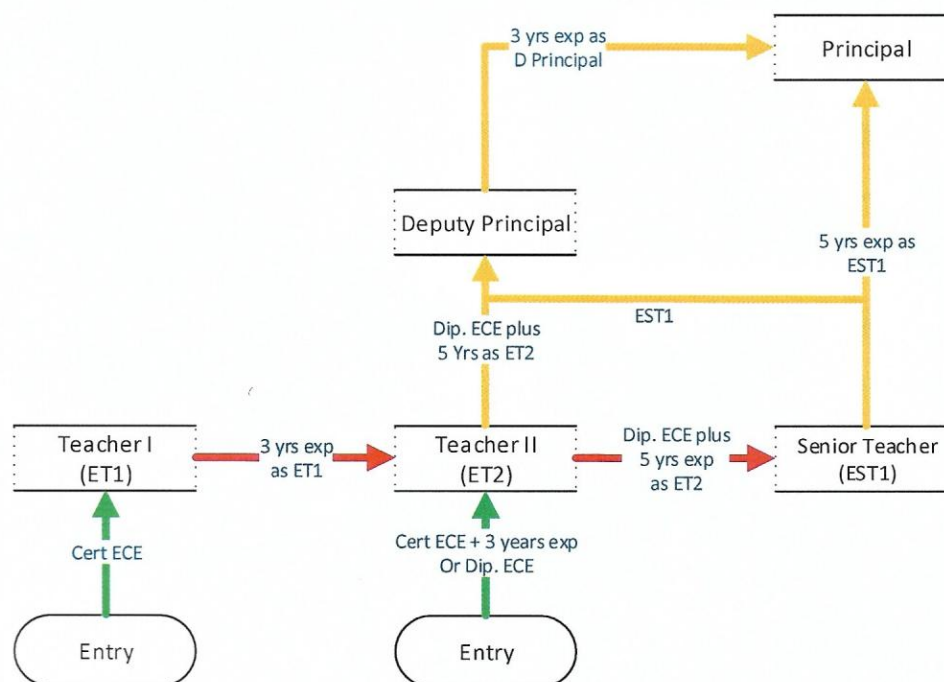 3 yrs exp as
D Principal
Principal
Deputy Principal
5 yrs exp as
EST1
EST1
Dip. ECE plus
5 Yrs as ET2
Teacher I
(ET1)
3 yrs exp
as ET1
Teacher II
(ET2)
Dip. ECE plus
5 yrs exp
as ET2
Senior Teacher
(EST1)
Cert ECE
Cert ECE + 3 years exp
Or Dip. ECE
Entry
Entry